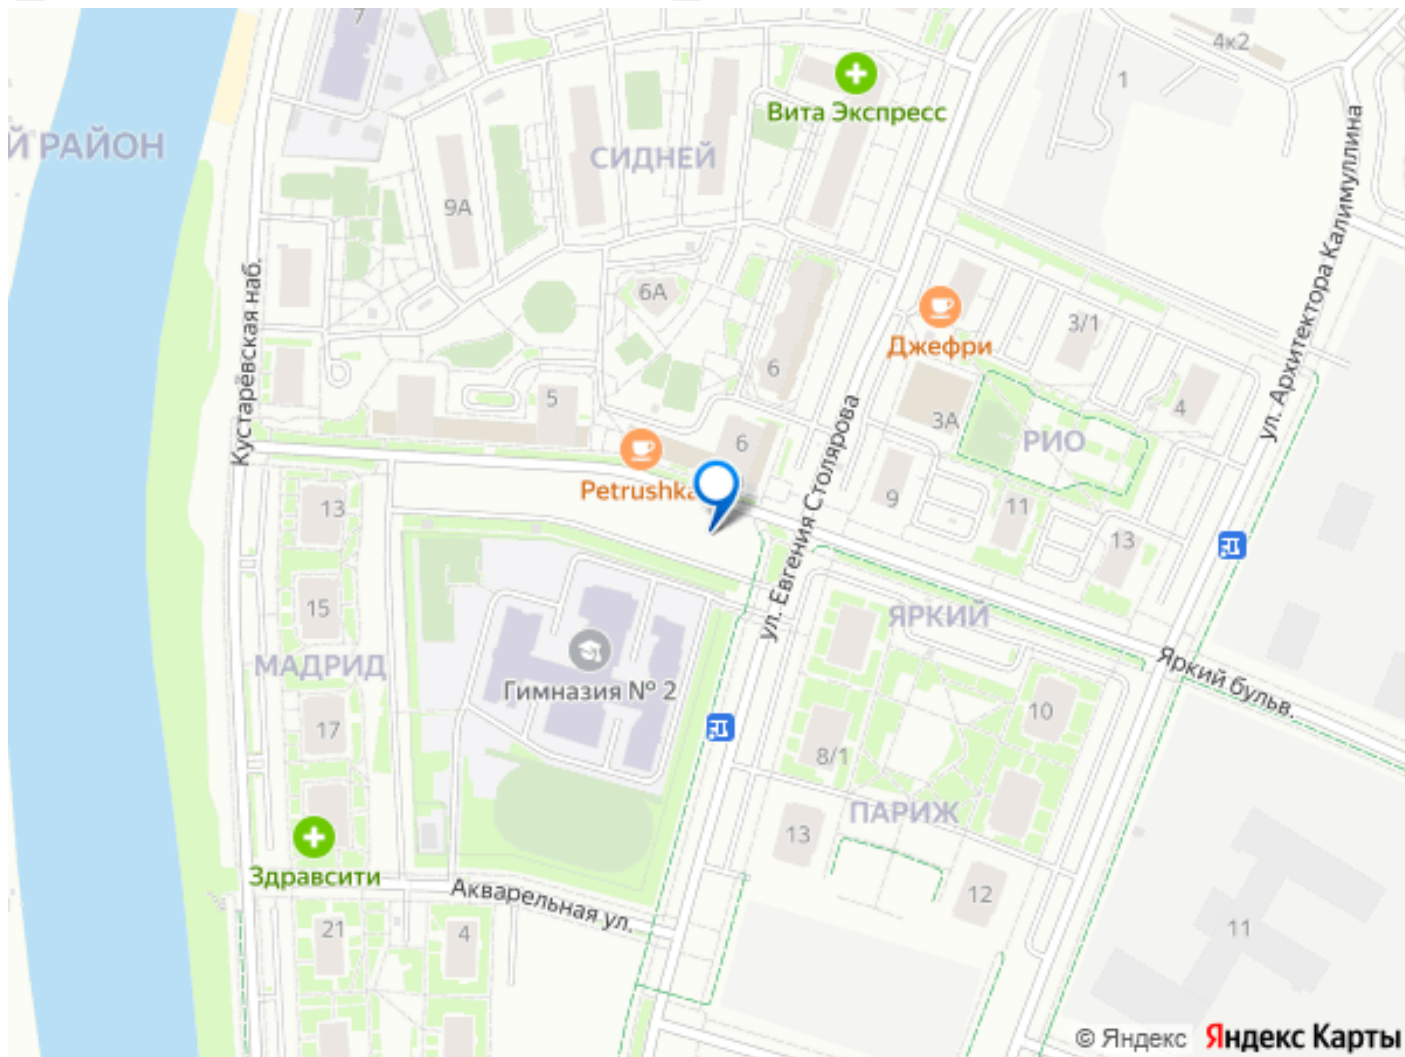 7
4к2
1
Вита Экспресс
Й РАЙОН
СИДНЕЙ
9А
ул. Архитектора Калимуллина
6А
Кустарёвская наб.
Джефри
3/1
6
5
3А
4
РИО
6
ул. Евгения Столярова
Petrushka
9
11
13
13
15
ЯРКИЙ
МАДРИД
Яркий бульв.
Гимназия № 2
17
10
8/1
ПАРИЖ
13
Здравсити
Акварельная ул.
12
21
4
11
© Яндекс Яндекс Карты